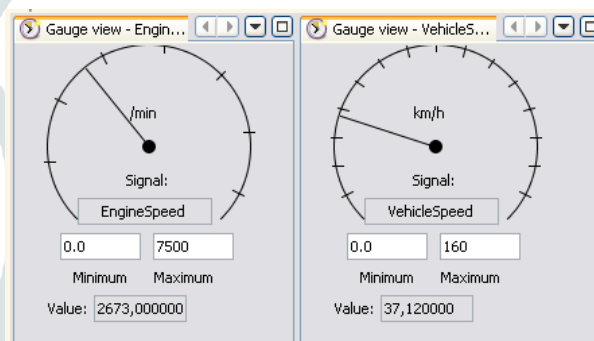 Gauge view - Engin...
/min
Signal:
EngineSpeed
0.0 7500
Minimum Maximum
Value: 2673,000000
Gauge view - VehicleS...
km/h
Signal:
VehicleSpeed
0.0 160
Minimum Maximum
Value: 37,120000